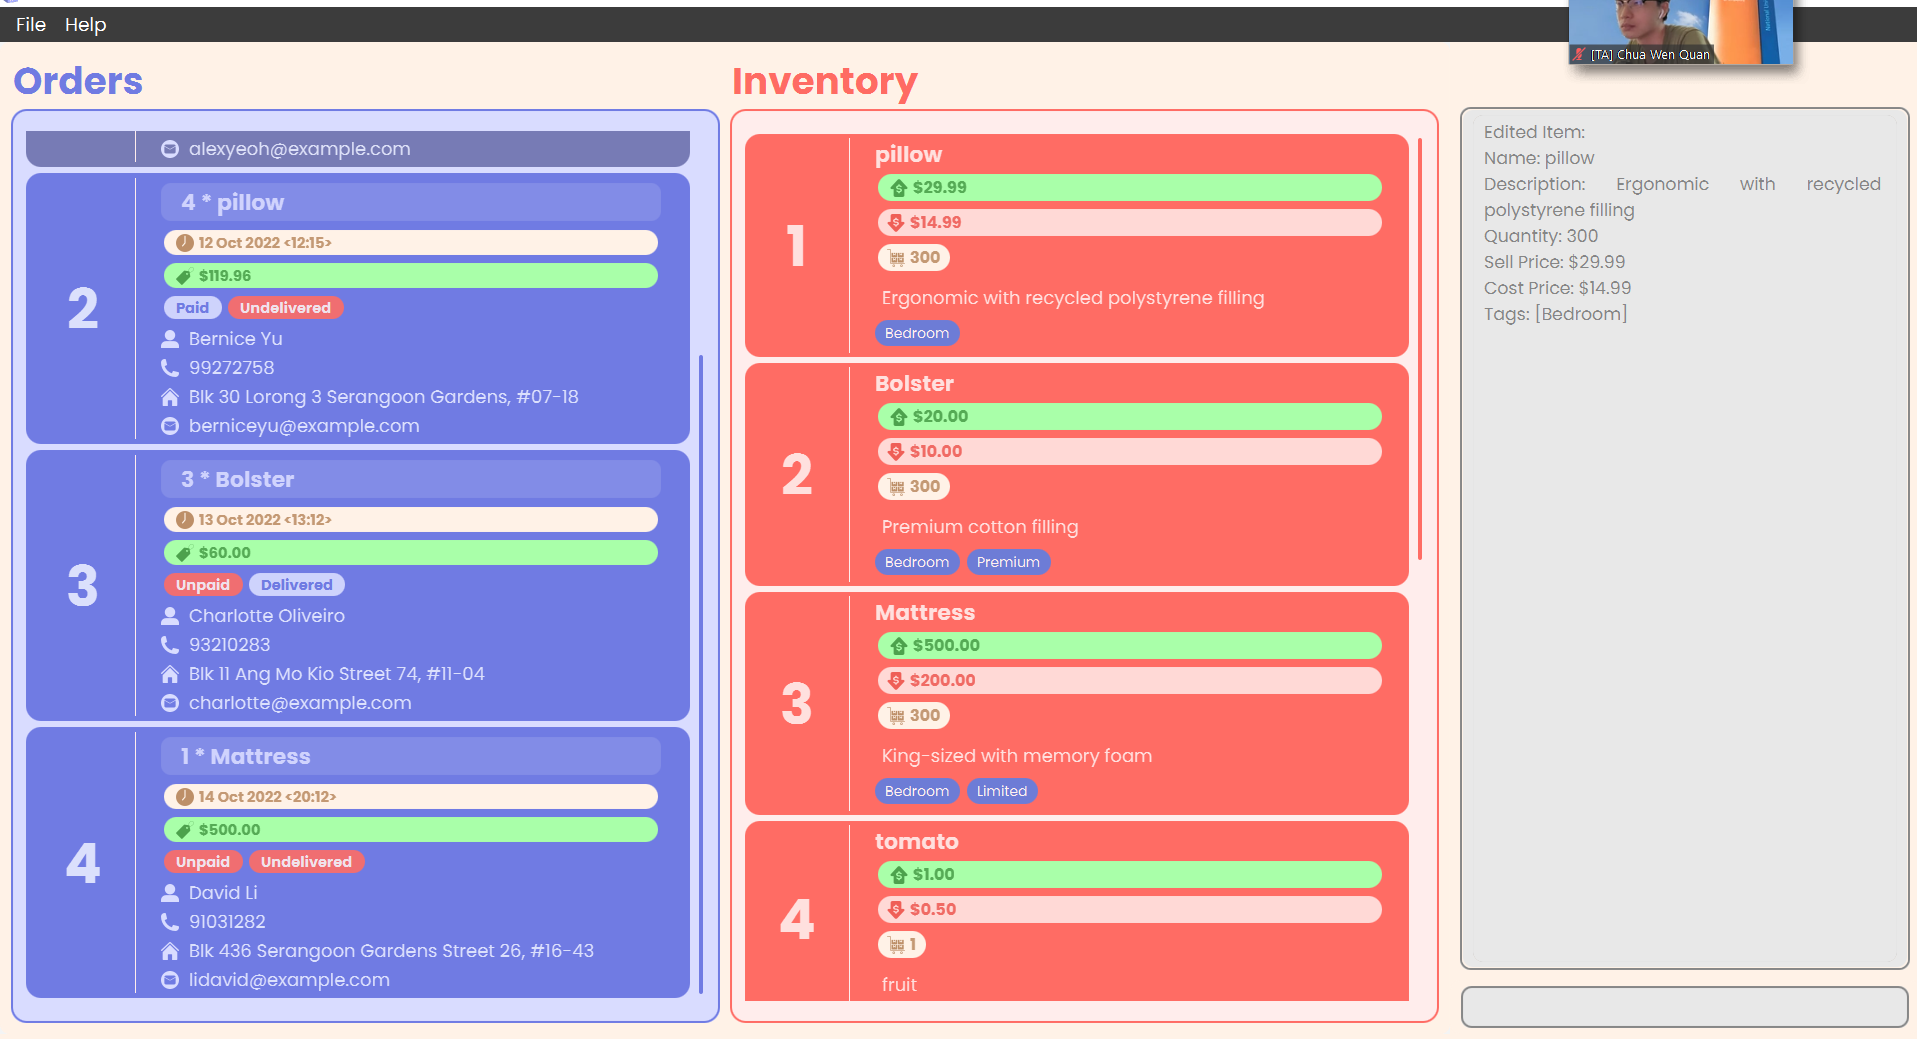 File Help
[TA] Chua Wen Quan
Orders
alexyeoh@example.com
2
4 * pillow
12 Oct 2022 <12:15>
$119.96
Paid Undelivered
Bernice Yu
99272758
Blk 30 Lorong 3 Serangoon Gardens, #07-18
berniceyu@example.com
3
3 * Bolster
13 Oct 2022 <13:12>
$60.00
Unpaid Delivered
Charlotte Oliveiro
93210283
Blk 11 Ang Mo Kio Street 74, #11-04
charlotte@example.com
4
1 * Mattress
14 Oct 2022 <20:12>
$500.00
Unpaid Undelivered
David Li
91031282
Blk 436 Serangoon Gardens Street 26, #16-43
lidavid@example.com
Inventory
1
pillow
$29.99
$14.99
300
Ergonomic with recycled polystyrene filling
Bedroom
2
Bolster
$20.00
$10.00
300
Premium cotton filling
Bedroom Premium
3
Mattress
$500.00
$200.00
300
King-sized with memory foam
Bedroom Limited
4
tomato
$1.00
$0.50
1
fruit
Edited Item:
Name: pillow
Description: Ergonomic with recycled
polystyrene filling
Quantity: 300
Sell Price: $29.99
Cost Price: $14.99
Tags: [Bedroom]